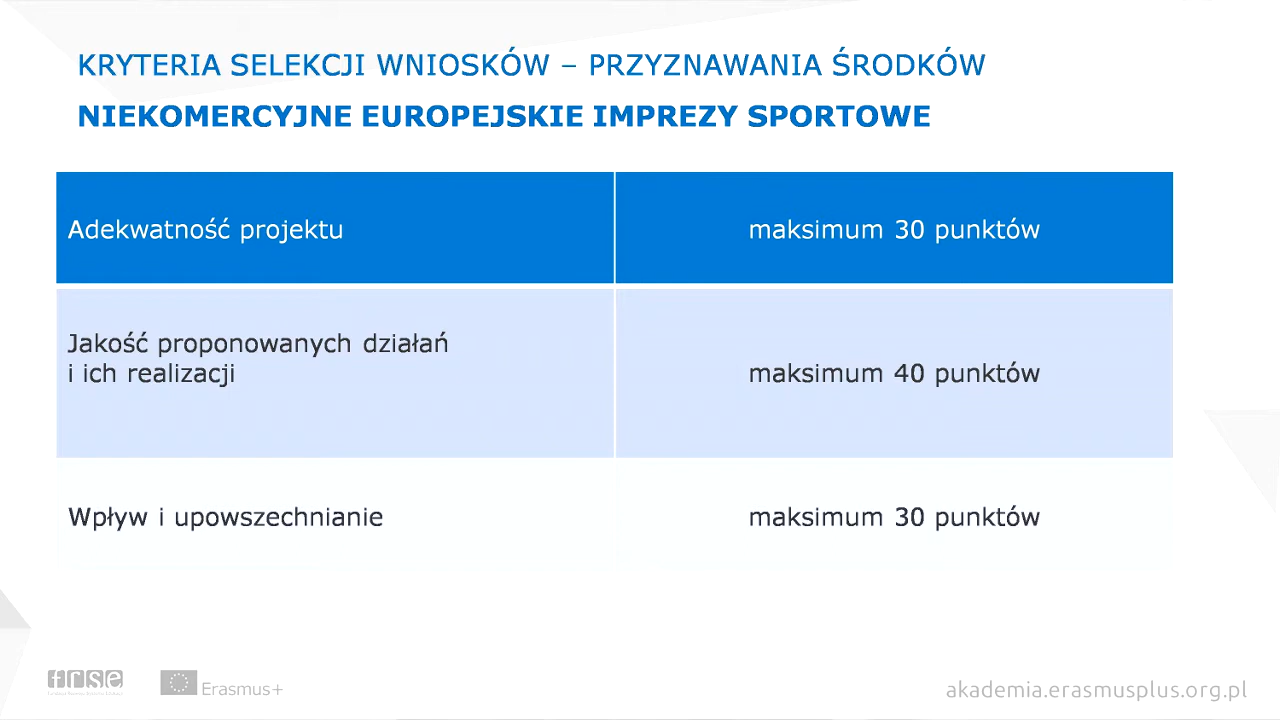 KRYTERIA SELEKCJI WNIOSKÓW – PRZYZNAWANIA ŚRODKÓW
NIEKOMERCYJNE EUROPEJSKIE IMPREZY SPORTOWE
Adekwatność projektu
maksimum 30 punktów
Jakość proponowanych działań
i ich realizacji
maksimum 40 punktów
Wpływ i upowszechnianie
maksimum 30 punktów
frse
Erasmus+
akademia.erasmusplus.org.pl